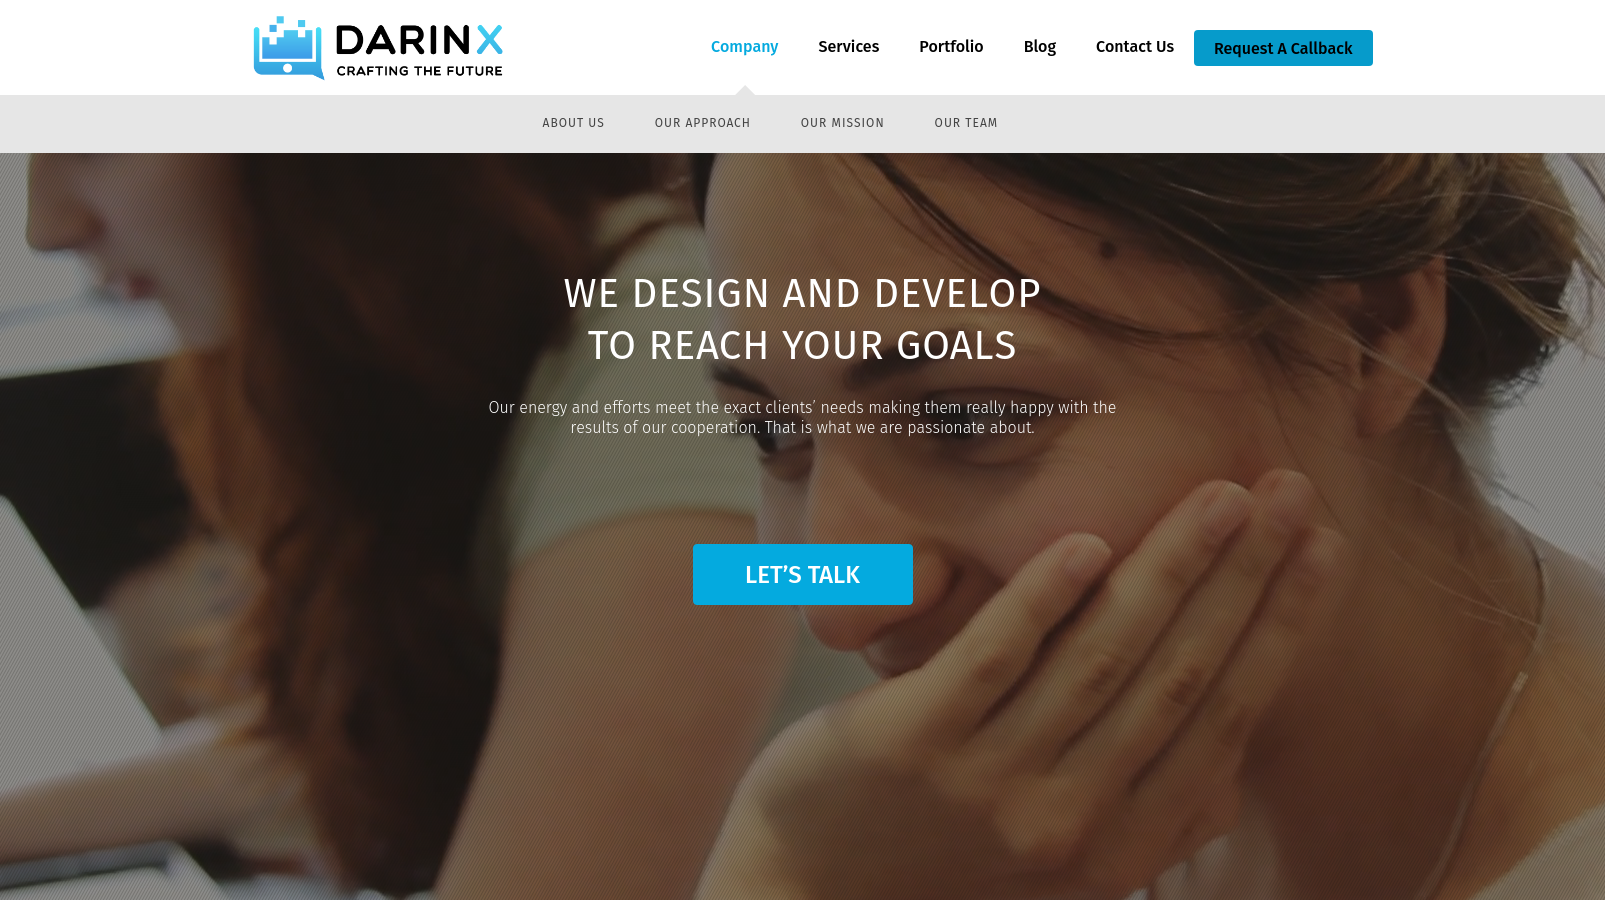 DARINX
CRAFTING THE FUTURE
Company
Services
Portfolio
Blog
Contact Us
Request A Callback
ABOUT US
OUR APPROACH
OUR MISSION
OUR TEAM
WE DESIGN AND DEVELOP
TO REACH YOUR GOALS
Our energy and efforts meet the exact clients’ needs making them really happy with the
results of our cooperation. That is what we are passionate about.
LET’S TALK